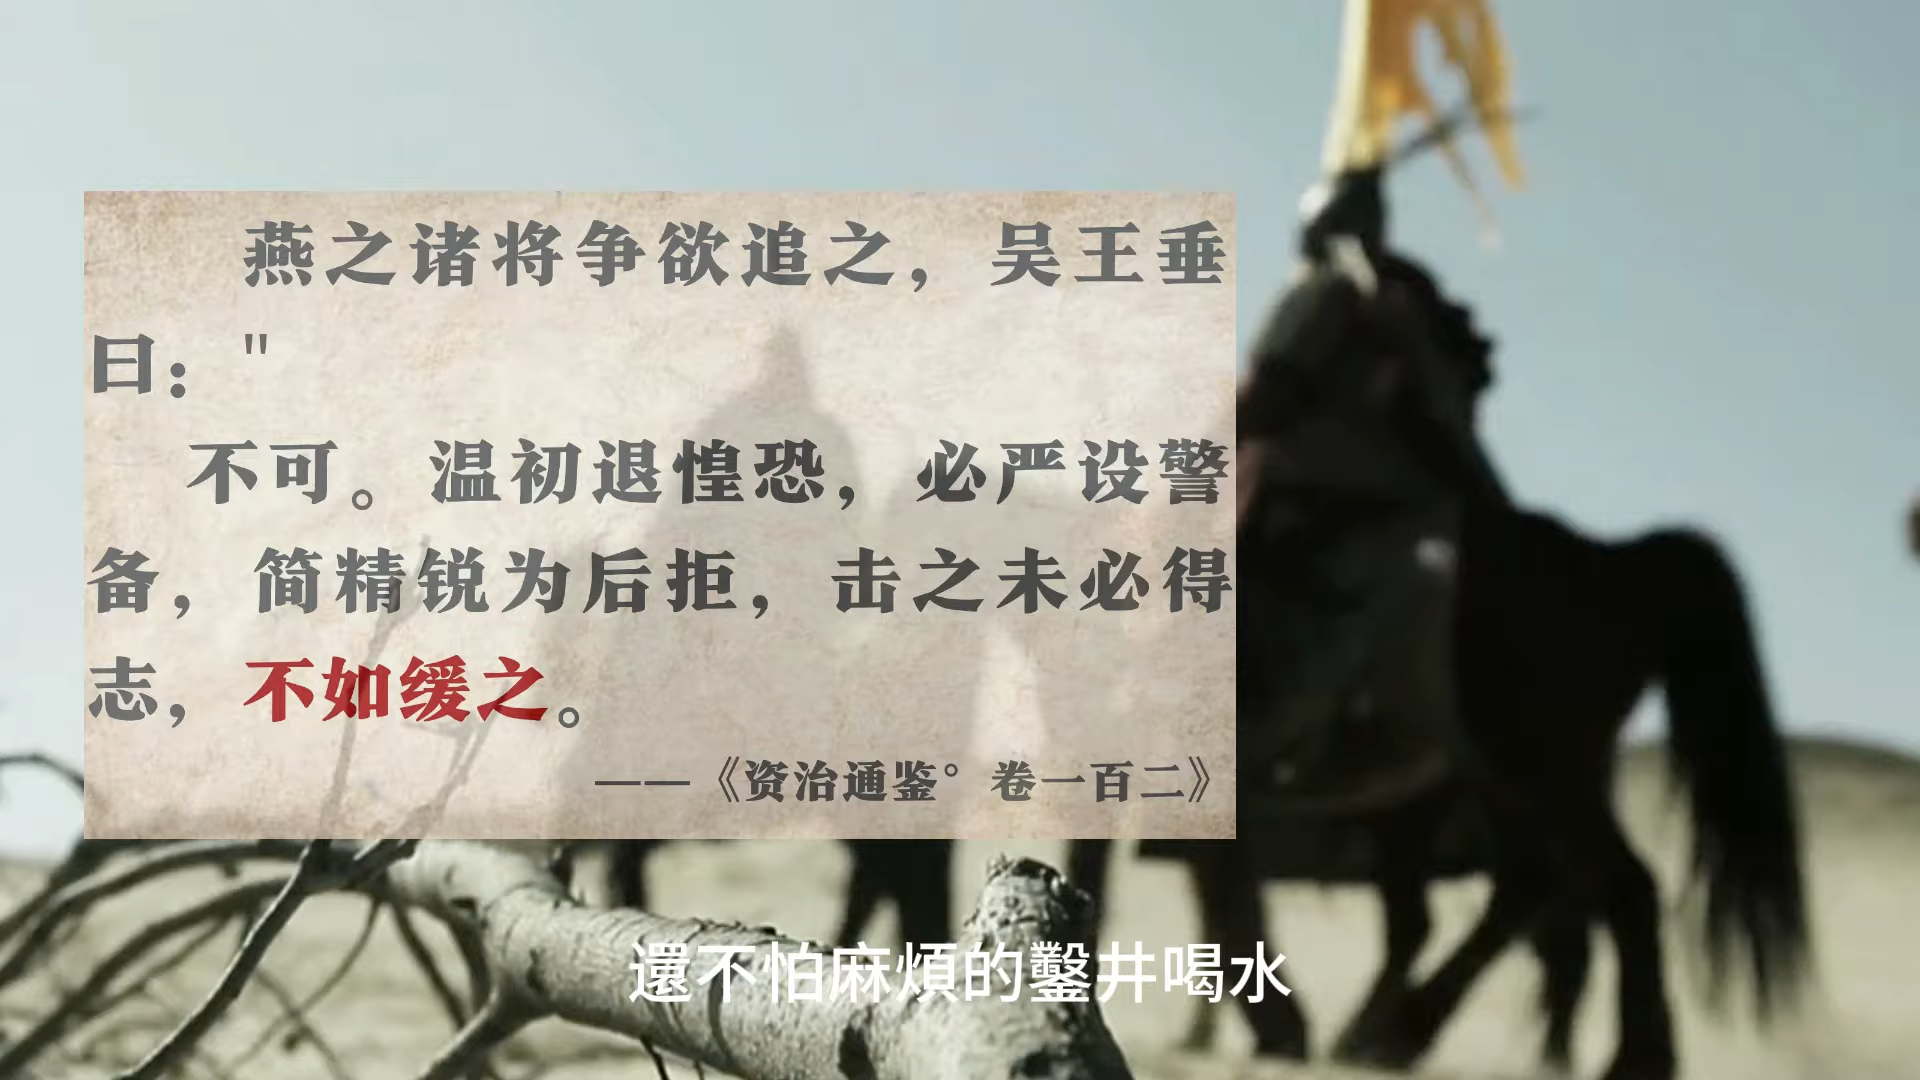 燕之诸将争欲追之，吴王垂
曰："
不可。温初退惶恐，必严设警
备，简精锐为后拒，击之未必得
志，不如缓之。
——《资治通鉴° 卷一百二》
還不怕麻煩的鑿井喝水